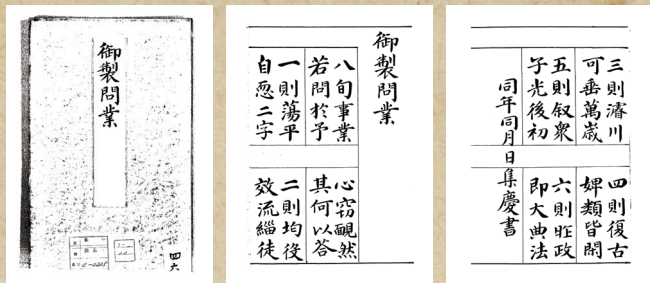 御製問業
御製問業
八旬事業
若問於予
心窃靦然
其何以答
一則蕩平
自恧二字
二則均役
效流緇徒
三則濬川
可垂萬歲
四則復古
婢類皆閒
五則叙衆
子光後初
六則旺政
即大典法
同年同月日集慶書